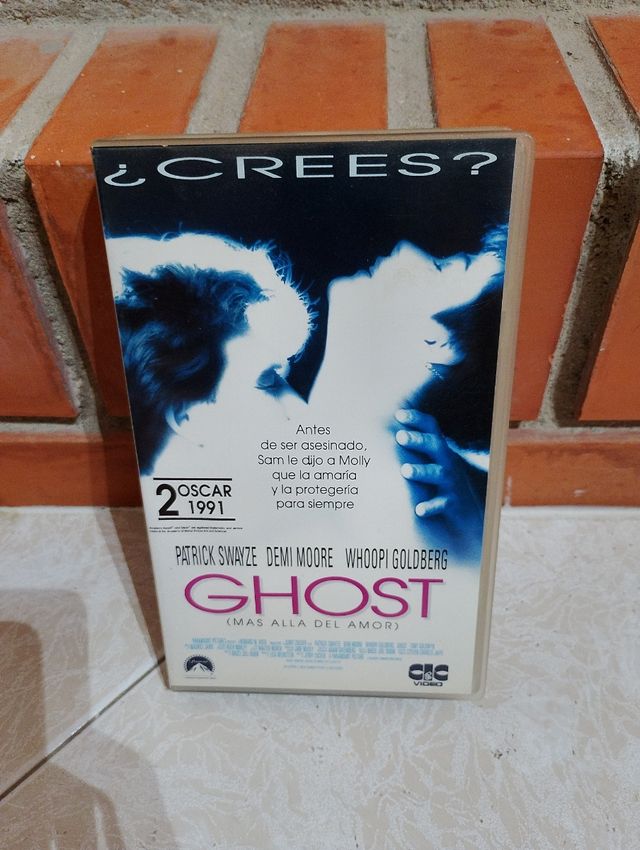 ¿CREES?
Antes
de ser asesinado,
Sam le dijo a Molly
que la amaría
y la protegería
para siempre
2 OSCAR
1991
PATRICK SWAYZE DEMI MOORE WHOOPI GOLDBERG
GHOST
(MAS ALLA DEL AMOR)
Paramount
CIC
VIDEO